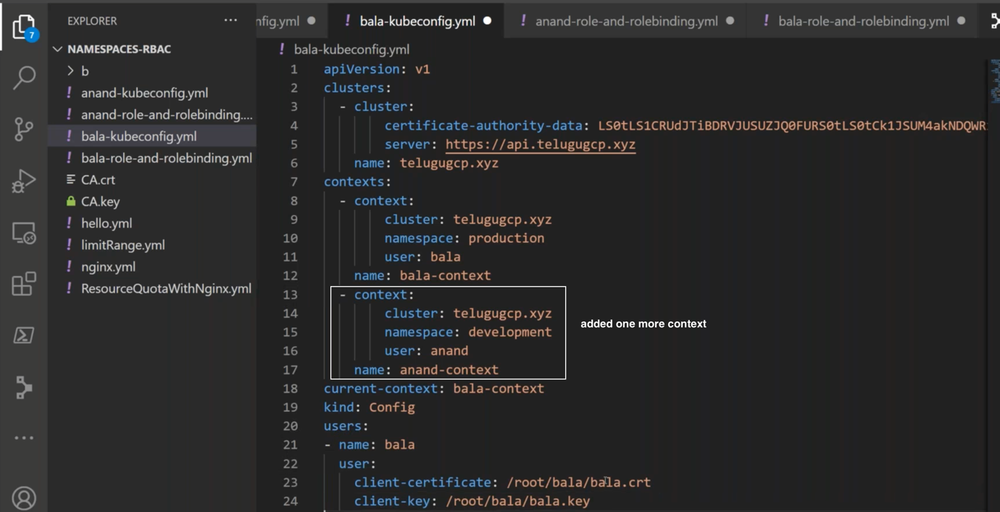 EXPLORER
7
NAMESPACES-RBAC
b
anand-kubeconfig.yml
anand-role-and-rolebinding....
bala-kubeconfig.yml
bala-role-and-rolebinding.yml
CA.crt
CA.key
hello.yml
limitRange.yml
nginx.yml
ResourceQuotaWithNginx.yml
nfig.yml
! bala-kubeconfig.yml
! anand-role-and-rolebinding.yml
! bala-role-and-rolebinding.yml
! bala-kubeconfig.yml
1 apiVersion: v1
2 clusters:
3 - cluster:
4 certificate-authority-data: LS0tLS1CRUdJTiBDRVJUSUZJQ0FURS0tLS0tCk1JSUM4akNDQWR
5 server: https://api.telugugcp.xyz
6 name: telugugcp.xyz
7 contexts:
8 - context:
9 cluster: telugugcp.xyz
10 namespace: production
11 user: bala
12 name: bala-context
13 - context:
14 cluster: telugugcp.xyz
15 namespace: development
16 user: anand
17 name: anand-context
18 current-context: bala-context
19 kind: Config
20 users:
21 - name: bala
22 user:
23 client-certificate: /root/bala/bala.crt
24 client-key: /root/bala/bala.key
added one more context